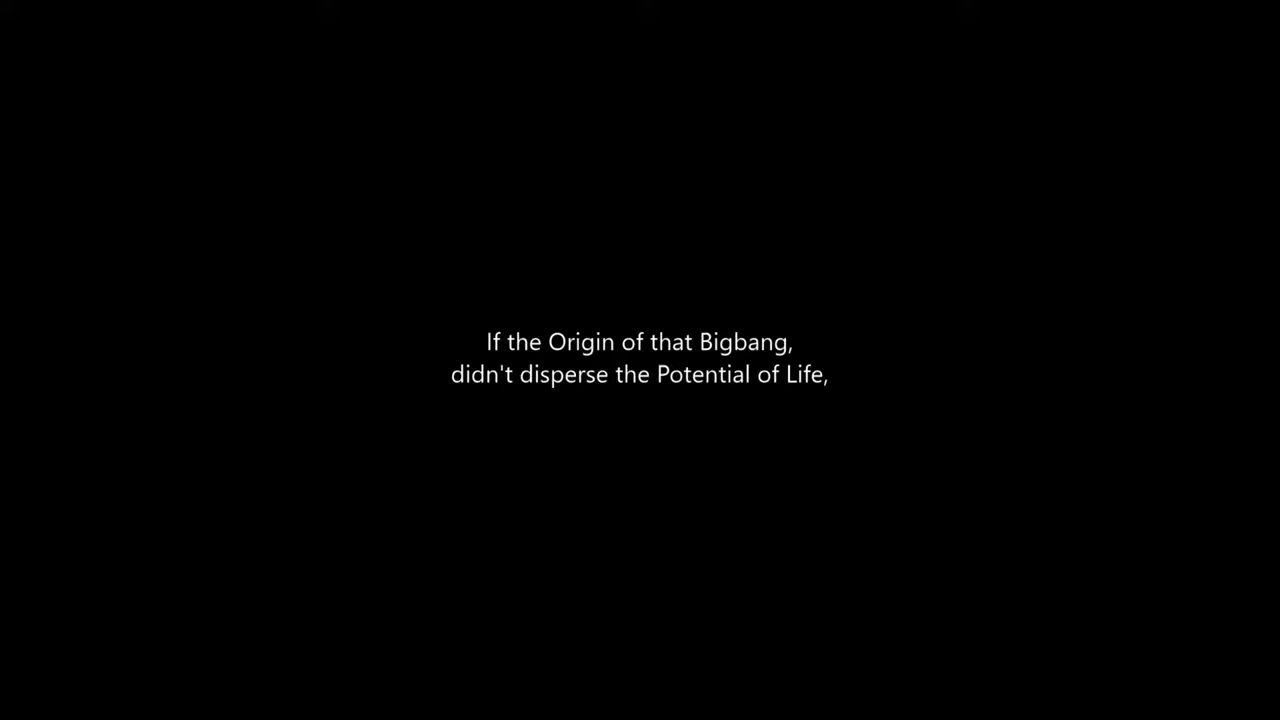 If the Origin of that Bigbang,
didn't disperse the Potential of Life,